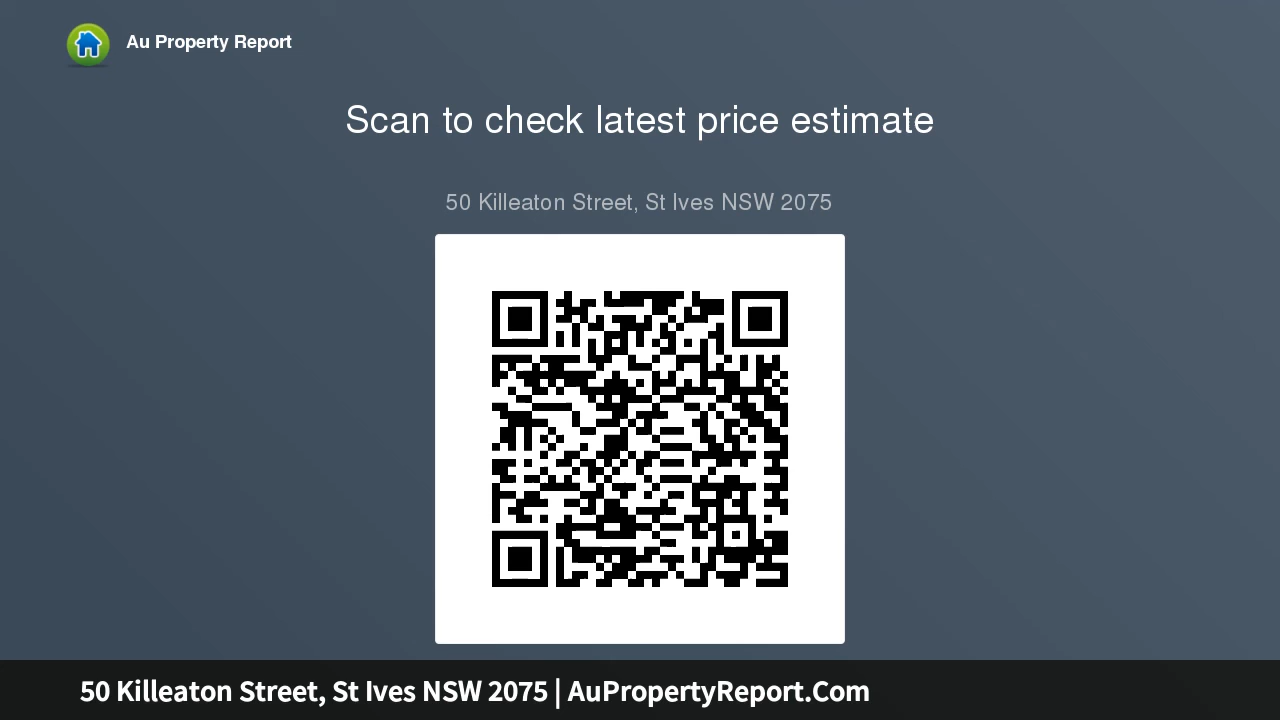 Au Property Report
Scan to check latest price estimate
50 Killeaton Street, St Ives NSW 2075
50 Killeaton Street, St Ives NSW 2075 | AuPropertyReport.Com